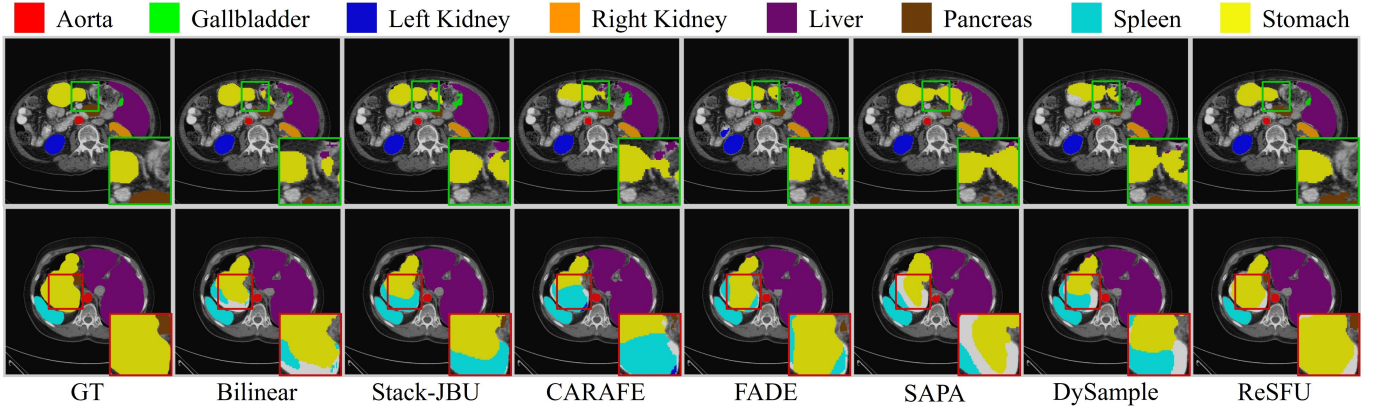 Aorta Gallbladder Left Kidney Right Kidney Liver Pancreas Spleen Stomach
GT Bilinear Stack-JBU CARAFE FADE SAPA DySample ReSFU